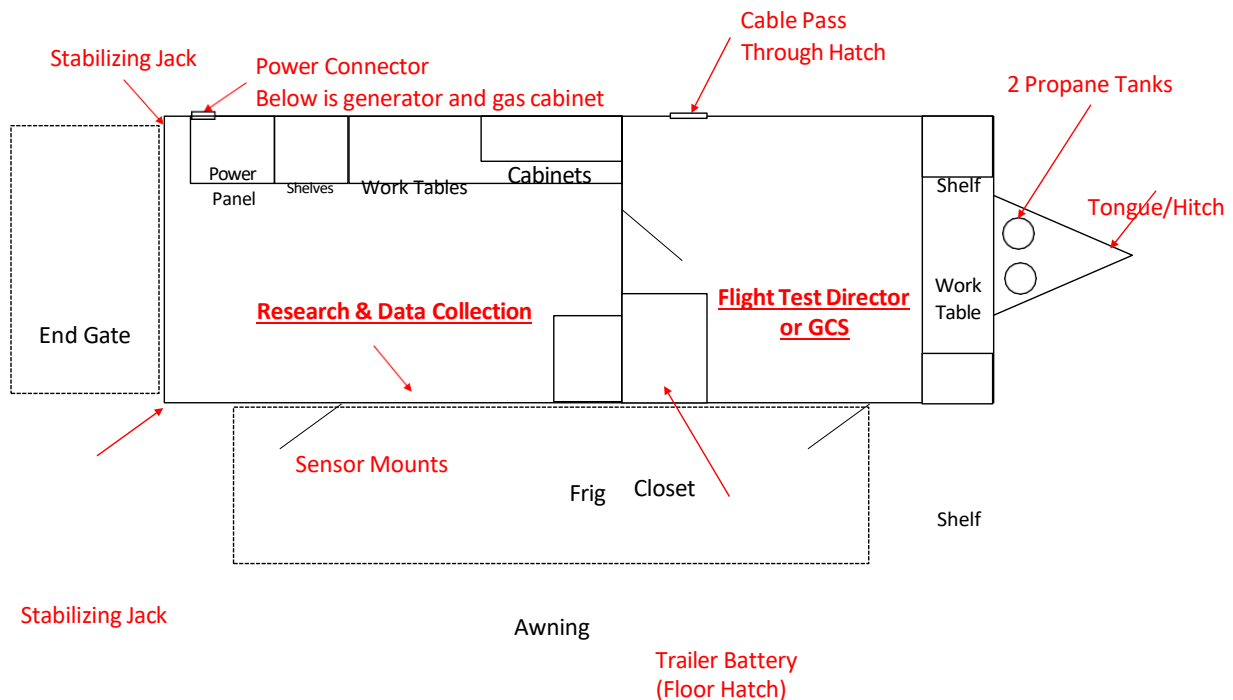 Cable Pass
Through Hatch
Stabilizing Jack
Power Connector
Below is generator and gas cabinet
2 Propane Tanks
Power
Panel
Shelves
Work Tables
Cabinets
Shelf
Tongue/Hitch
Research & Data Collection
Flight Test Director
or GCS
Work
Table
End Gate
Sensor Mounts
Frig
Closet
Shelf
Stabilizing Jack
Awning
Trailer Battery
(Floor Hatch)